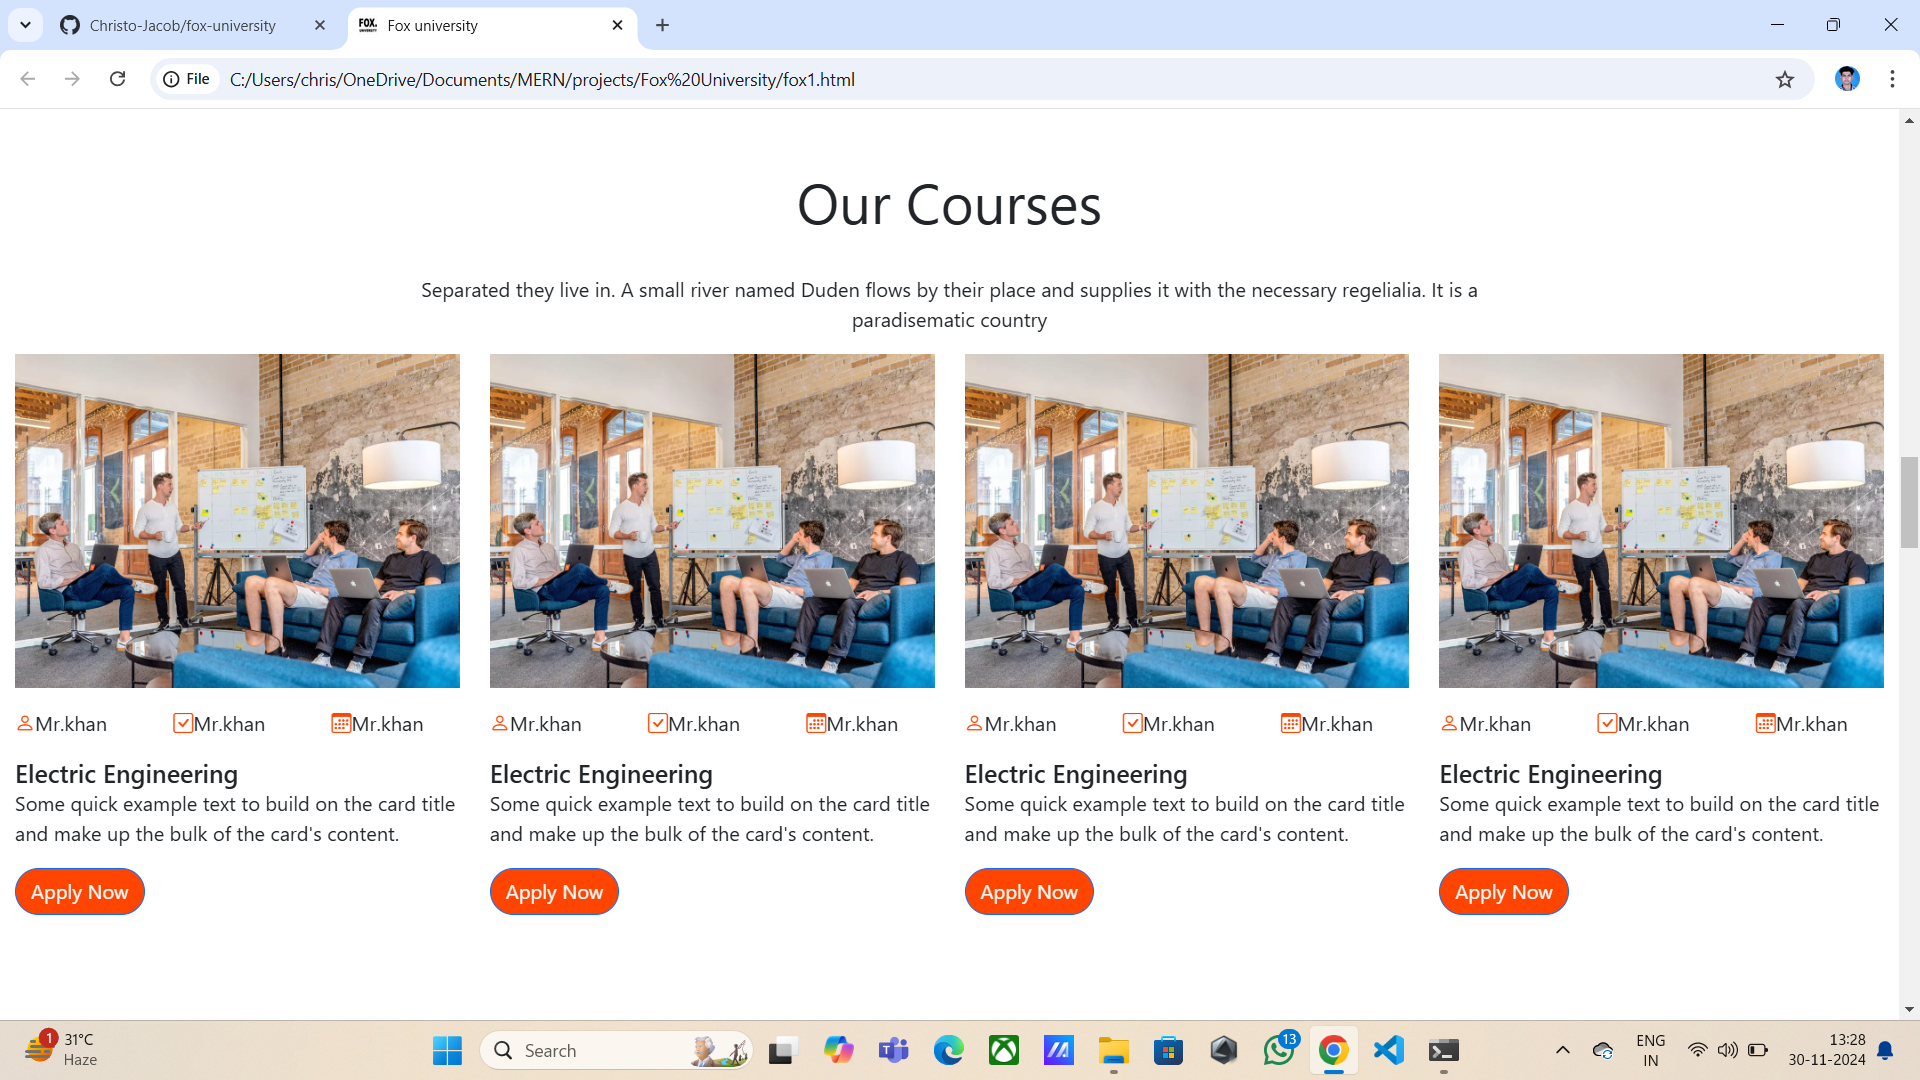 Christo-Jacob/fox-university
FOX.
UNIVERSITY
Fox university
File
C:/Users/chris/OneDrive/Documents/MERN/projects/Fox%20University/fox1.html
Our Courses
Separated they live in. A small river named Duden flows by their place and supplies it with the necessary regelialia. It is a
paradisematic country
Mr.khan Mr.khan Mr.khan
Electric Engineering
Some quick example text to build on the card title
and make up the bulk of the card's content.
Apply Now
Mr.khan Mr.khan Mr.khan
Electric Engineering
Some quick example text to build on the card title
and make up the bulk of the card's content.
Apply Now
Mr.khan Mr.khan Mr.khan
Electric Engineering
Some quick example text to build on the card title
and make up the bulk of the card's content.
Apply Now
Mr.khan Mr.khan Mr.khan
Electric Engineering
Some quick example text to build on the card title
and make up the bulk of the card's content.
Apply Now
1
31°C
Haze
Search
13
ENG
IN
13:28
30-11-2024